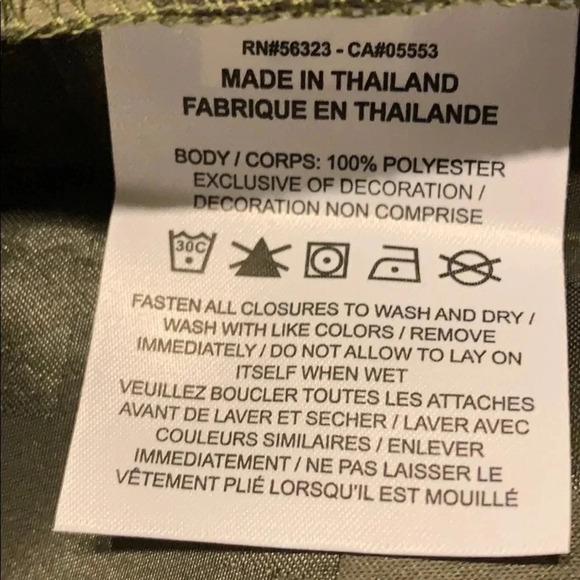 RN#56323 - CA#05553
MADE IN THAILAND
FABRIQUE EN THAILANDE
BODY / CORPS: 100% POLYESTER
EXCLUSIVE OF DECORATION /
DECORATION NON COMPRISE
30C
FASTEN ALL CLOSURES TO WASH AND DRY /
WASH WITH LIKE COLORS / REMOVE
IMMEDIATELY / DO NOT ALLOW TO LAY ON
ITSELF WHEN WET
VEUILLEZ BOUCLER TOUTES LES ATTACHES
AVANT DE LAVER ET SECHER / LAVER AVEC
COULEURS SIMILAIRES / ENLEVER
IMMEDIATEMENT / NE PAS LAISSER LE
VÊTEMENT PLIÉ LORSQU'IL EST MOUILLÉ